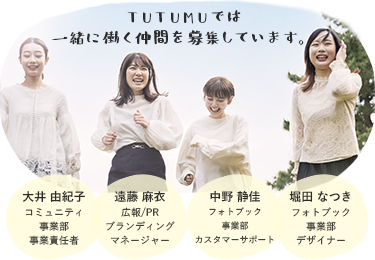 TUTUMUでは
一緒に働く仲間を募集しています。
大井 由紀子
コミュニティ
事業部
事業責任者
遠藤 麻衣
広報/PR
ブランディング
マネージャー
中野 静佳
フォトブック
事業部
カスタマーサポート
堀田 なつき
フォトブック
事業部
デザイナー